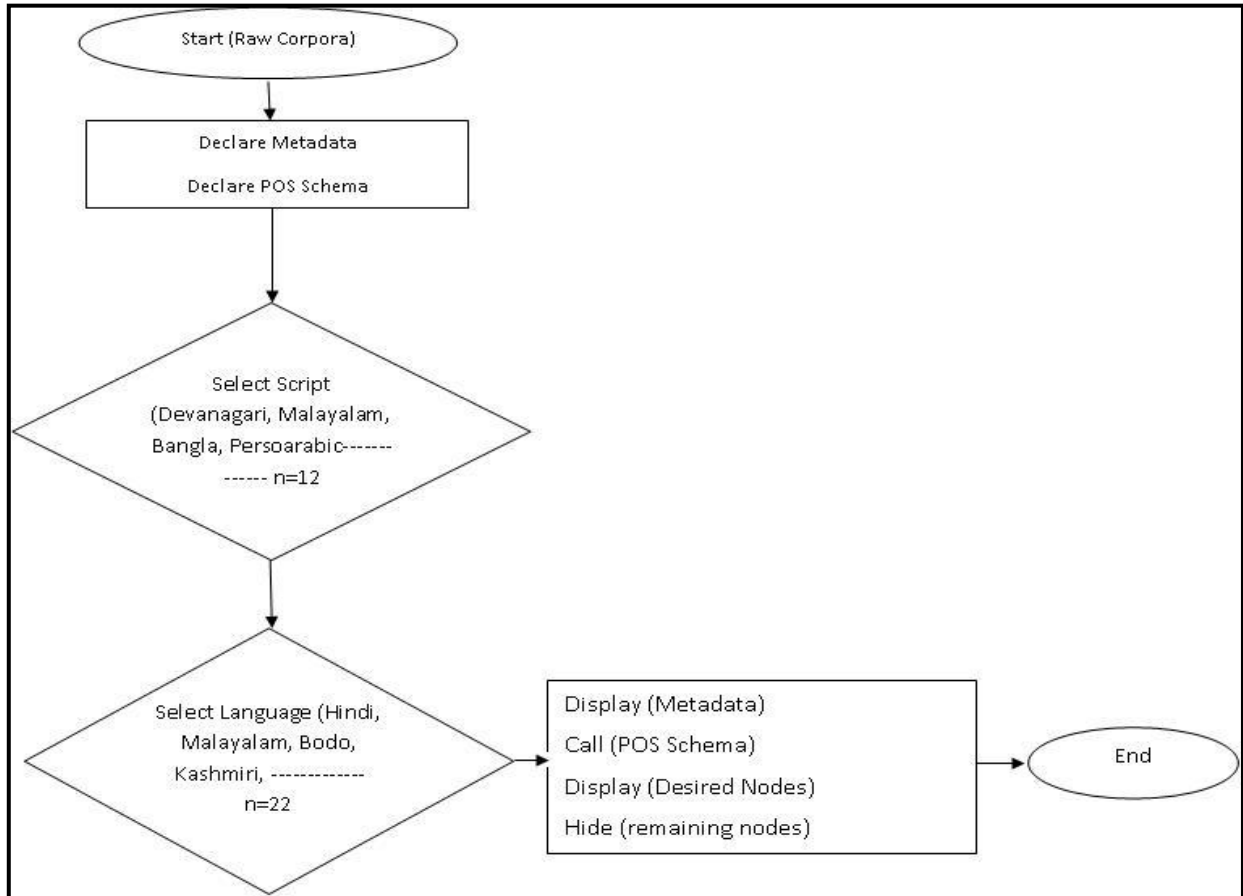 Start (Raw Corpora)
Declare Metadata
Declare POS Schema
Select Script
(Devanagari, Malayalam,
Bangla, Persoarabic-------
------ n=12
Select Language (Hindi,
Malayalam, Bodo,
Kashmiri, -------------
n=22
Display (Metadata)
Call (POS Schema)
Display (Desired Nodes)
Hide (remaining nodes)
End